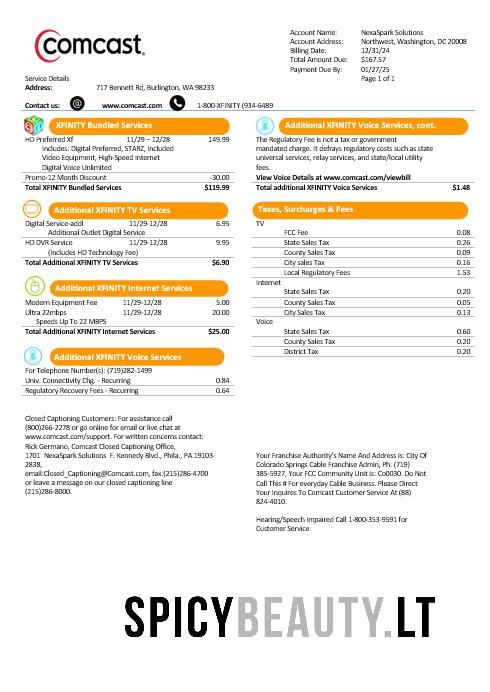 comcast.
Account Name: NexaSpark Solutions
Account Address: Northwest, Washington, DC 20008
Billing Date: 12/31/24
Total Amount Due: $167.57
Payment Due By: 01/27/25
Page 1 of 1
Service Details
Address: 717 Bennett Rd, Burlington, WA 98233
Contact us: @ www.comcast.com 1-800-XFINITY (934-6489
XFINITY Bundled Services
HD Preferred Xf 11/29 – 12/28 149.99
Includes: Digital Preferred, STARZ, Included
Video Equipment, High-Speed Internet
Digital Voice Unlimited
Promo-12 Month Discount -30.00
Total XFINITY Bundled Services $119.99
Additional XFINITY TV Services
Digital Service-addl 11/29-12/28 6.95
Additional Outlet Digital Service
HD DVR Service 11/29-12/28 9.95
(Includes HD Technology Fee)
Total Additional XFINITY TV Services $6.90
Additional XFINITY Internet Services
Modem Equipment Fee 11/29-12/28 5.00
Ultra 22mbps 11/29-12/28 20.00
Speeds Up To 22 MBPS
Total Additional XFINITY Internet Services $25.00
Additional XFINITY Voice Services
For Telephone Number(s): (719)282-1499
Univ. Connectivity Chg. - Recurring 0.84
Regulatory Recovery Fees - Recurring 0.64
Closed Captioning Customers: For assistance call
(800)266-2278 or go online for email or live chat at
www.comcast.com/support. For written concerns contact:
Rick Germano, Comcast Closed Captioning Office,
1701 NexaSpark Solutions F. Kennedy Blvd., Phila., PA 19103-
2838,
email:Closed_Captioning@Comcast.com, fax:(215)286-4700
or leave a message on our closed captioning line
(215)286-8000.
Additional XFINITY Voice Services, cont.
The Regulatory Fee is not a tax or government
mandated charge. It defrays regulatory costs such as state
universal services, relay services, and state/local utility
fees.
View Voice Details at www.comcast.com/viewbill
Total additional XFINITY Voice Services $1.48
Taxes, Surcharges & Fees
TV
FCC Fee 0.08
State Sales Tax 0.26
County Sales Tax 0.09
City sales Tax 0.16
Local Regulatory Fees 1.53
Internet
State Sales Tax 0.20
County Sales Tax 0.05
City Sales Tax 0.13
Voice
State Sales Tax 0.60
County Sales Tax 0.20
District Tax 0.20
Your Franchise Authority's Name And Address is: City Of
Colorado Springs Cable Franchise Admin, Ph: (719)
385-5927, Your FCC Community Unit is: Co0030. Do Not
Call This # For everyday Cable Business. Please Direct
Your Inquires To Comcast Customer Service At (88)
824-4010.
Hearing/Speech Impaired Call 1-800-353-9591 for
Customer Service
SPICYBEAUTY.LT